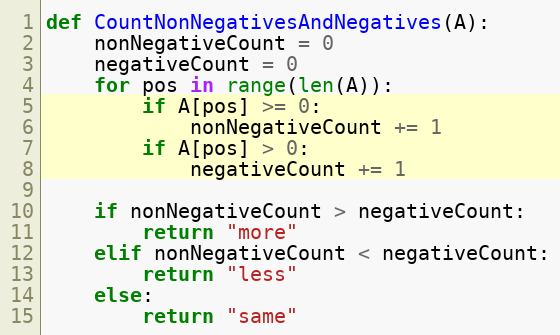 1 def CountNonNegativesAndNegatives(A):
2     nonNegativeCount = 0
3     negativeCount = 0
4     for pos in range(len(A)):
5         if A[pos] >= 0:
6             nonNegativeCount += 1
7         if A[pos] > 0:
8             negativeCount += 1
9
10     if nonNegativeCount > negativeCount:
11         return "more"
12     elif nonNegativeCount < negativeCount:
13         return "less"
14     else:
15         return "same"